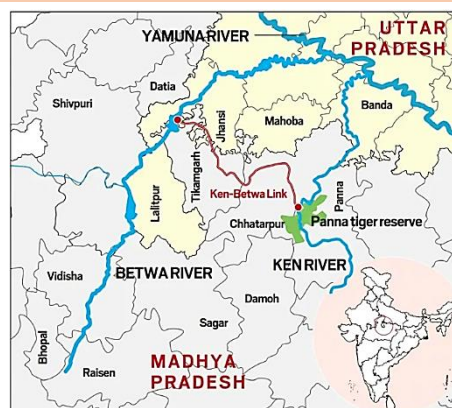 YAMUNA RIVER
UTTAR
PRADESH
Datia
Shivpuri
Banda
Jhansi
Mahoba
Tikamgarh
Lalitpur
Ken-Betwa Link
Panna
Chhatarpur
Panna tiger reserve
Vidisha
BETWA RIVER
KEN RIVER
Damoh
Sagar
Bhopal
Raisen
MADHYA
PRADESH